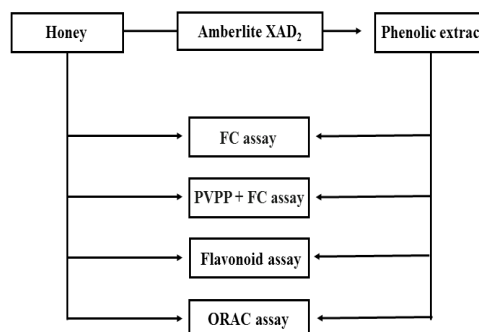 Honey
Amberlite XAD2
Phenolic extrac
FC assay
PVPP + FC assay
Flavonoid assay
ORAC assay